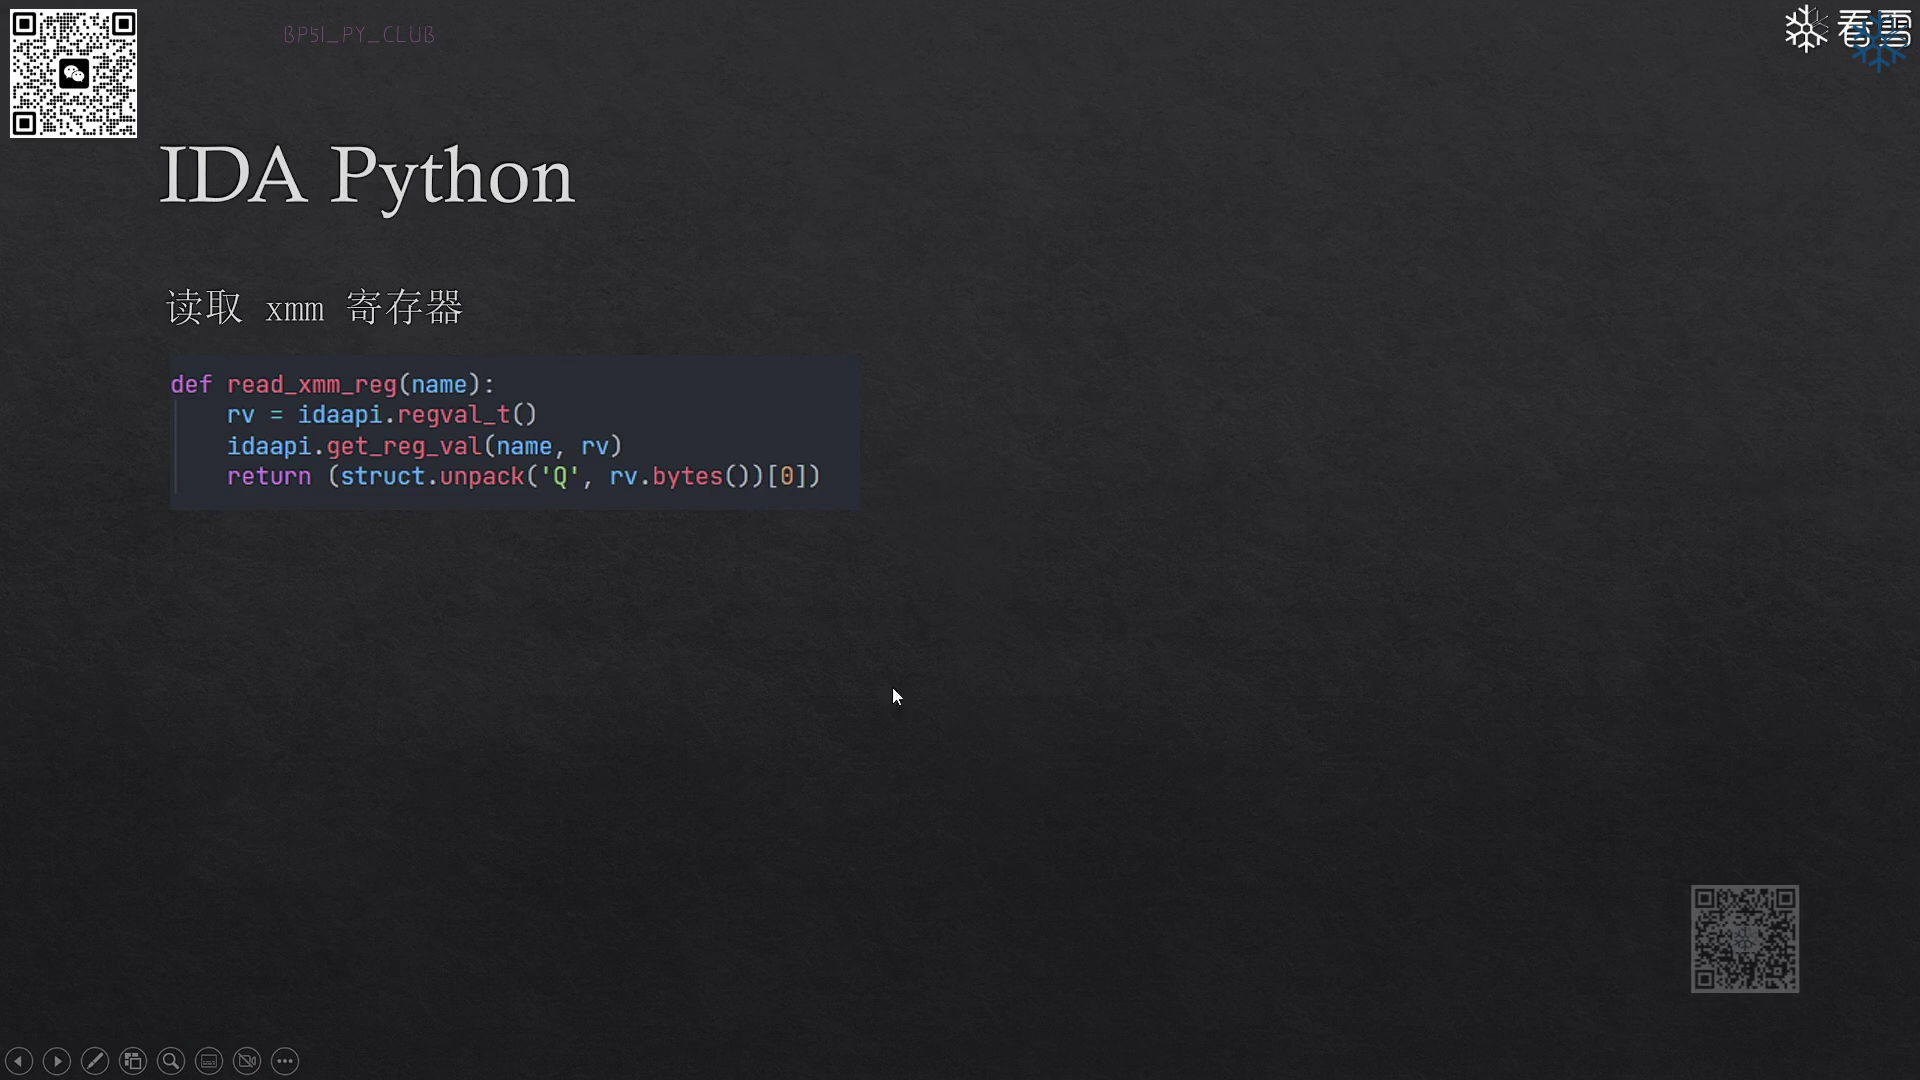 BP51_PY_CLUB
看雪
IDA Python
读取 xmm 寄存器
def read_xmm_reg(name):
    rv = idaapi.regval_t()
    idaapi.get_reg_val(name, rv)
    return (struct.unpack('Q', rv.bytes())[0])